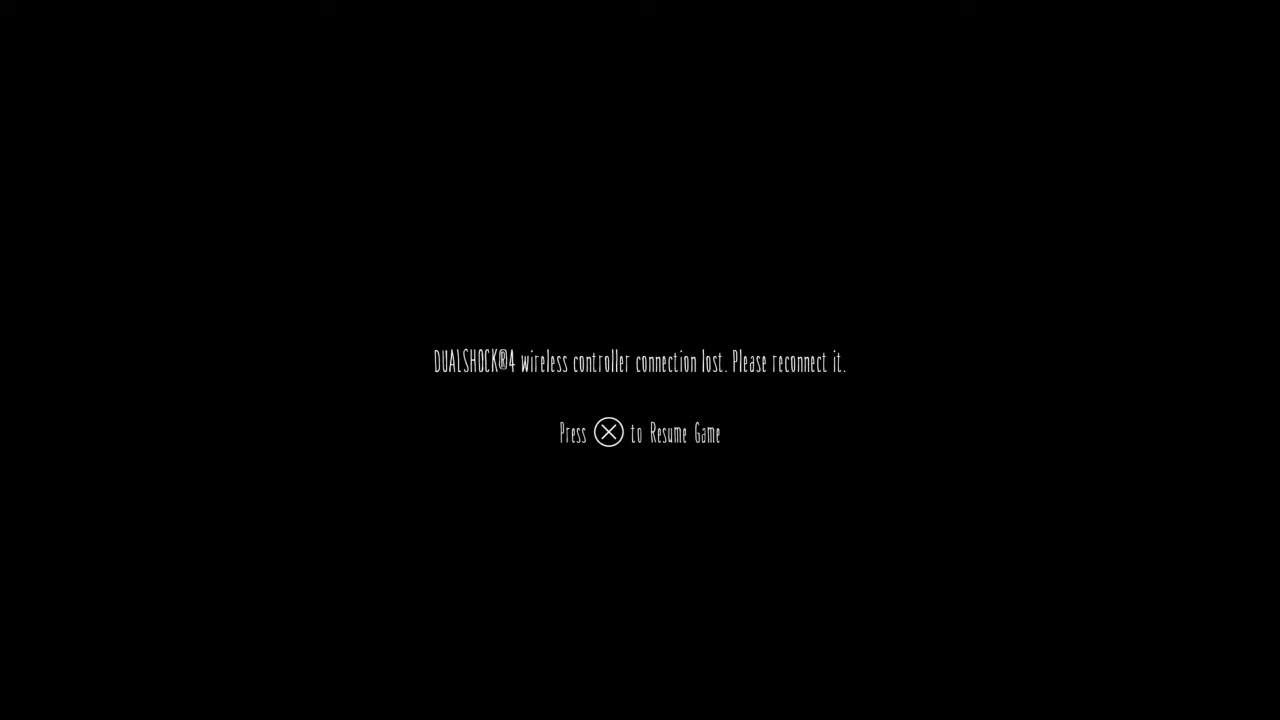 DUALSHOCK®4 wireless controller connection lost. Please reconnect it.
Press ⓧ to Resume Game